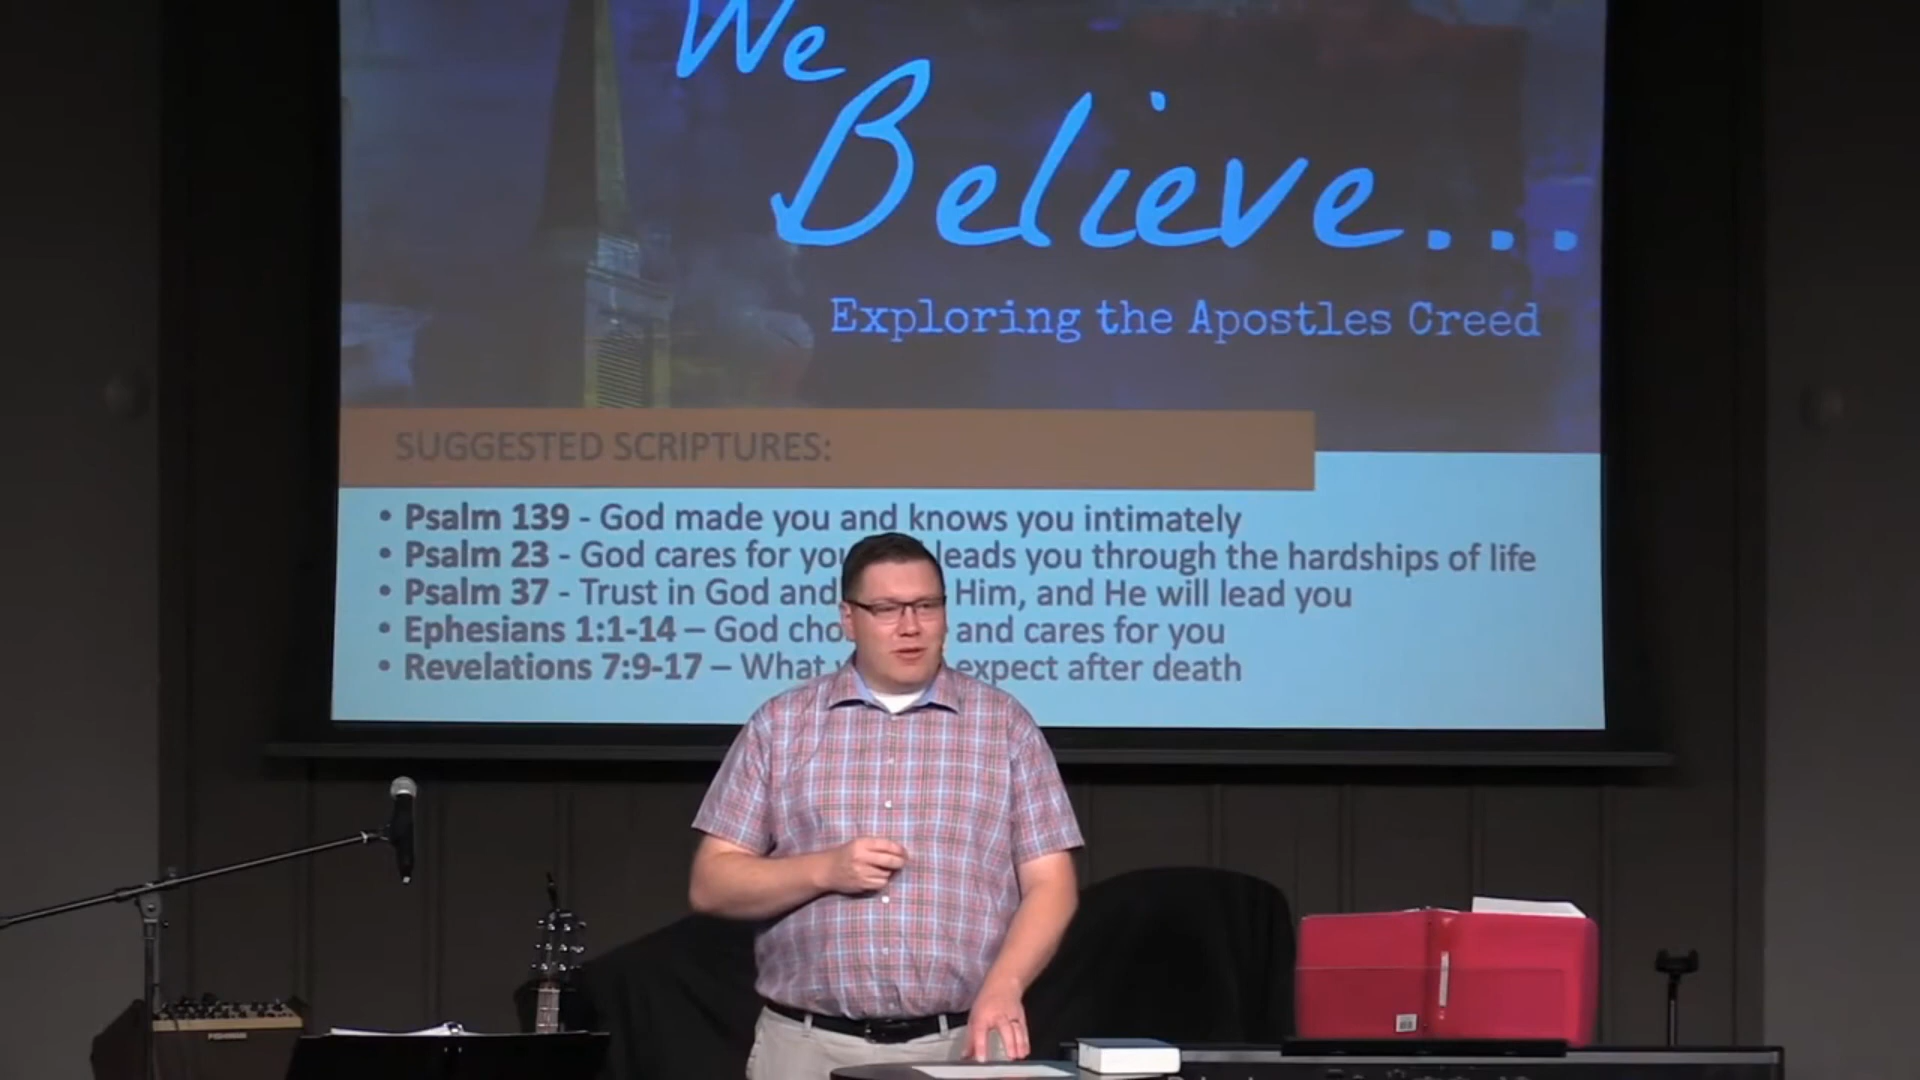 We
Believe...
Exploring the Apostles Creed
SUGGESTED SCRIPTURES:
• Psalm 139 - God made you and knows you intimately
• Psalm 23 - God cares for you leads you through the hardships of life
• Psalm 37 - Trust in God and Him, and He will lead you
• Ephesians 1:1-14 – God and cares for you
• Revelations 7:9-17 – What expect after death
FISHMAN